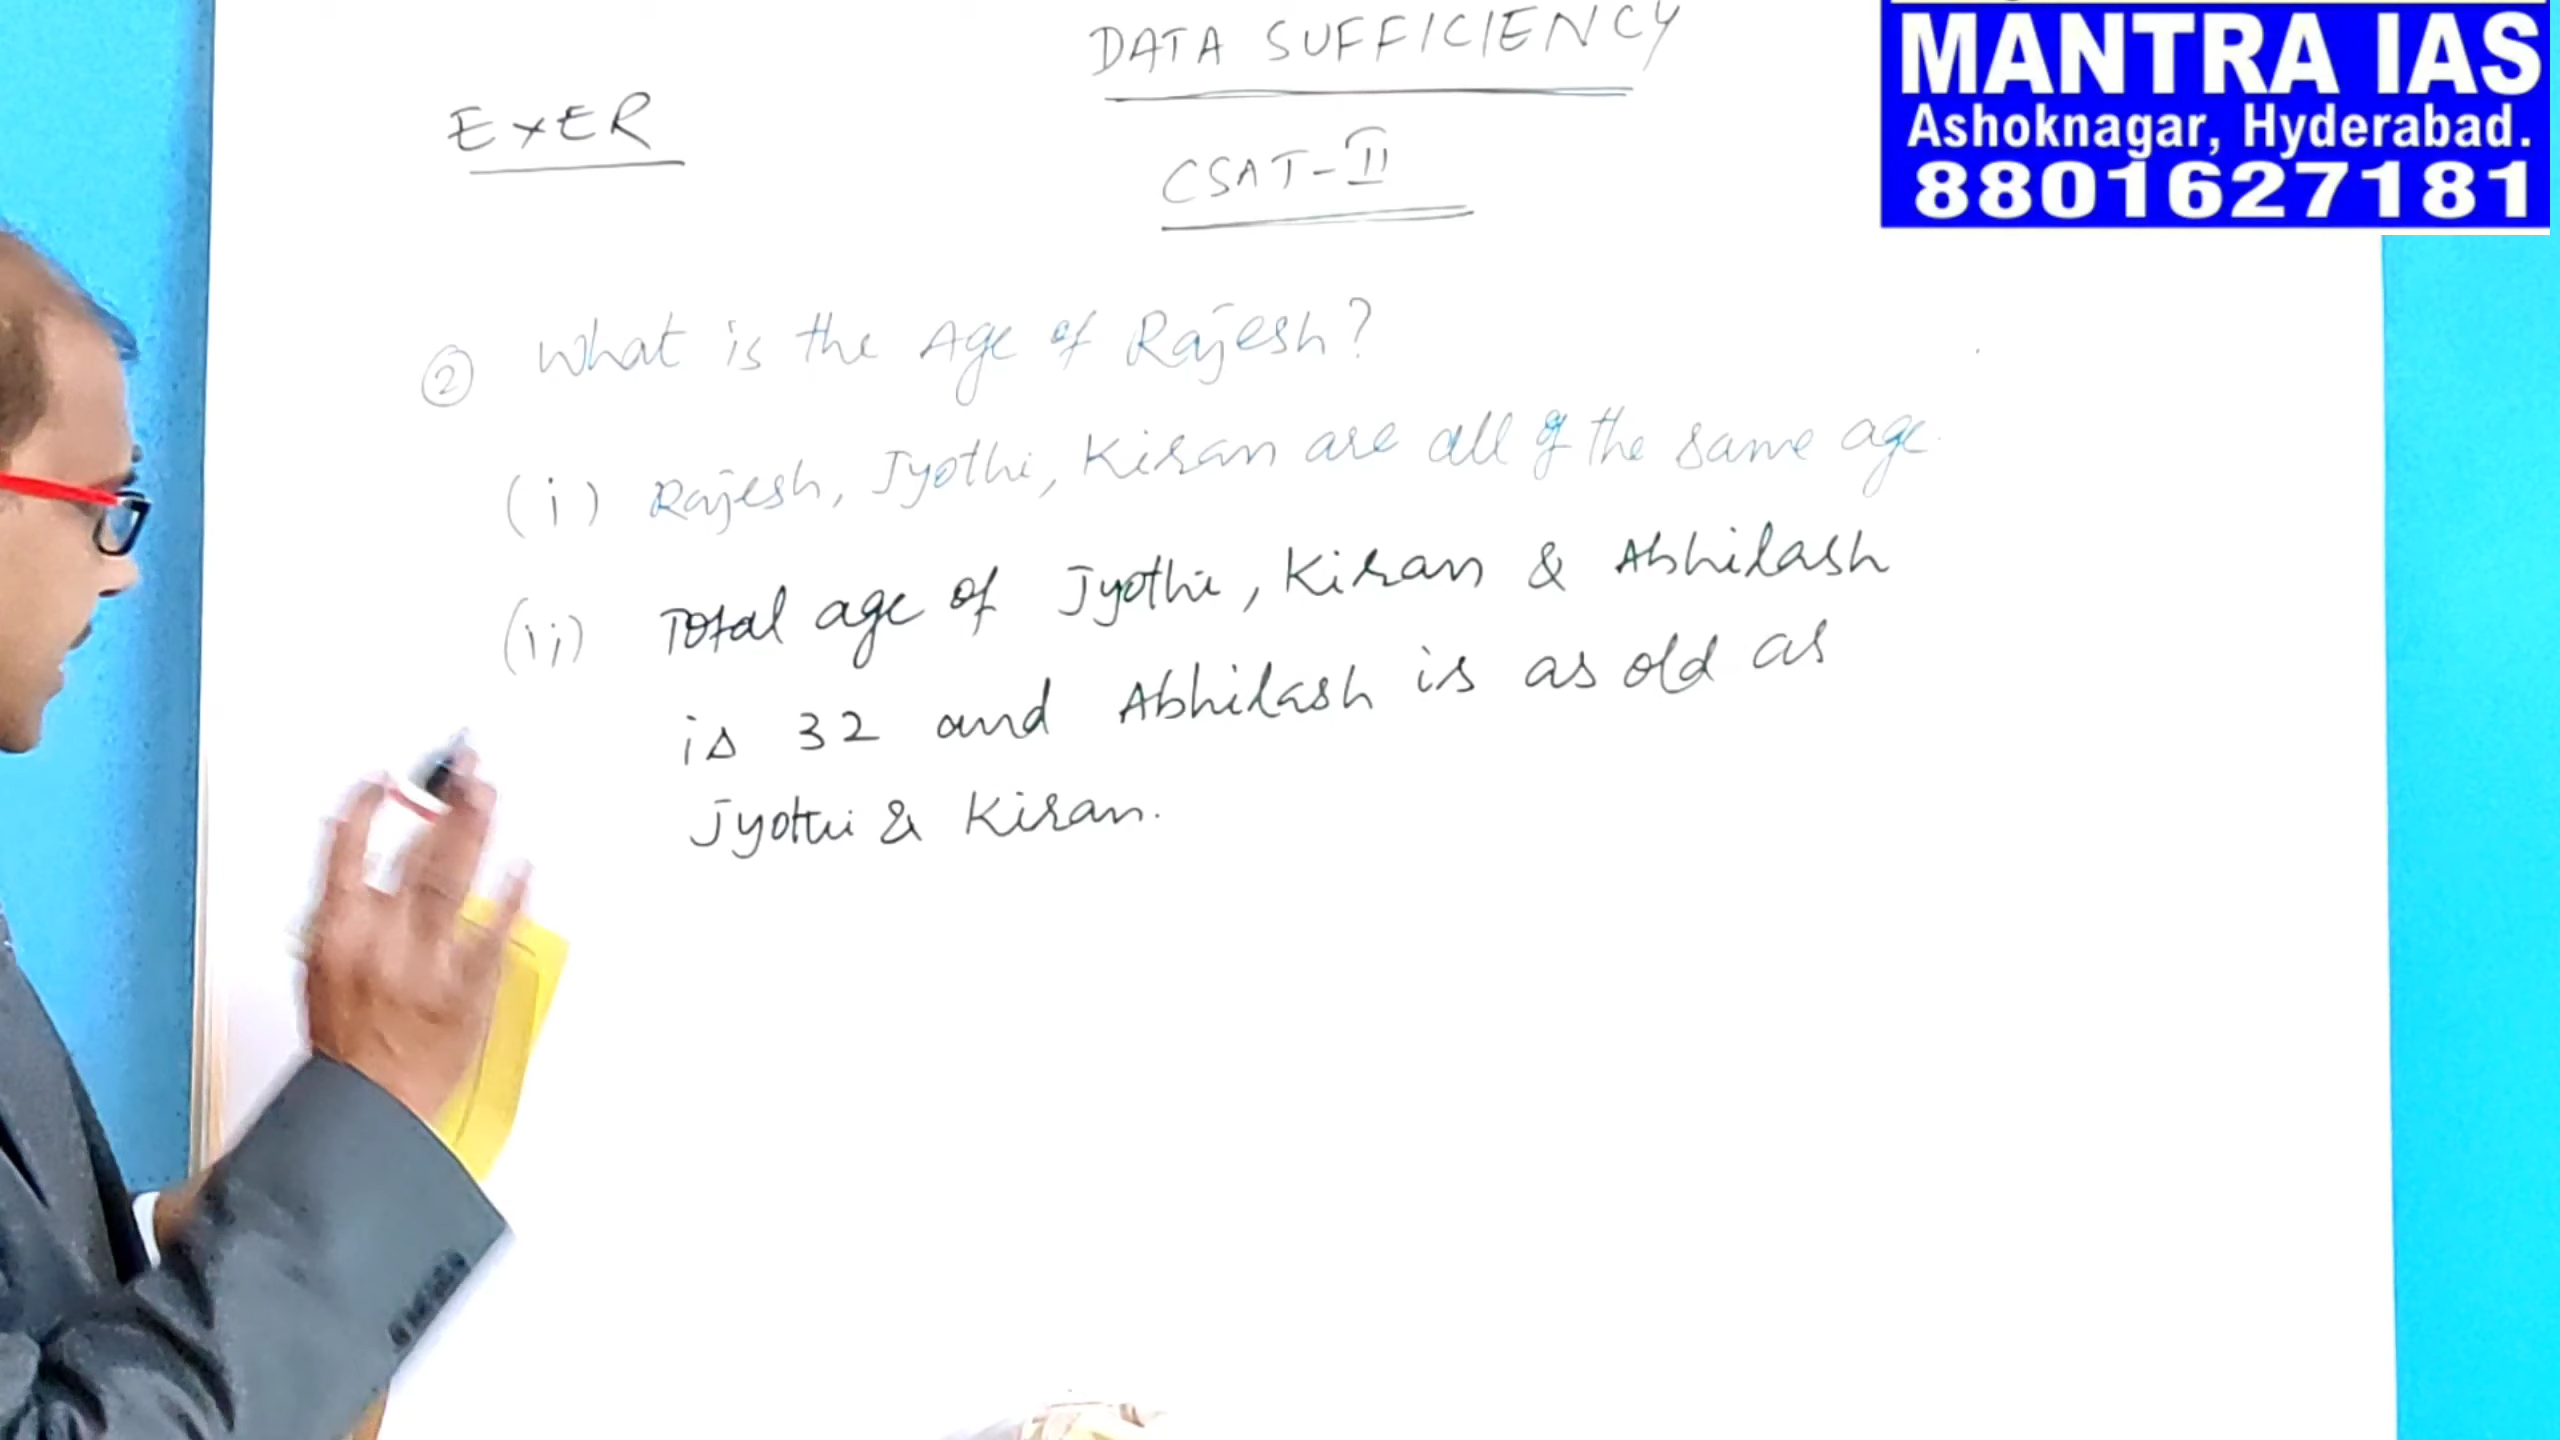 DATA SUFFICIENCY
MANTRA IAS
Ashoknagar, Hyderabad.
8801627181
EXER
CSAT-II
② What is the Age of Rajesh?
(i) Rajesh, Jyothi, Kiran are all of the same age.
(ii) Total age of Jyothi, Kiran & Abhilash
is 32 and Abhilash is as old as
Jyothi & Kiran.